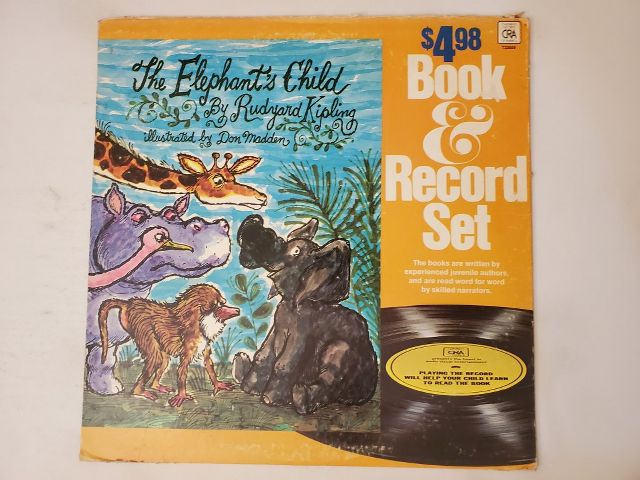 The Elephant's Child
By Rudyard Kipling
illustrated by Don Madden
$4.98
Book
&
Record
Set
The books are written by
experienced juvenile authors,
and are read word for word
by skilled narrators.
CRA
CRA
PLAYING THE RECORD
WILL HELP YOUR CHILD LEARN
TO READ THE BOOK